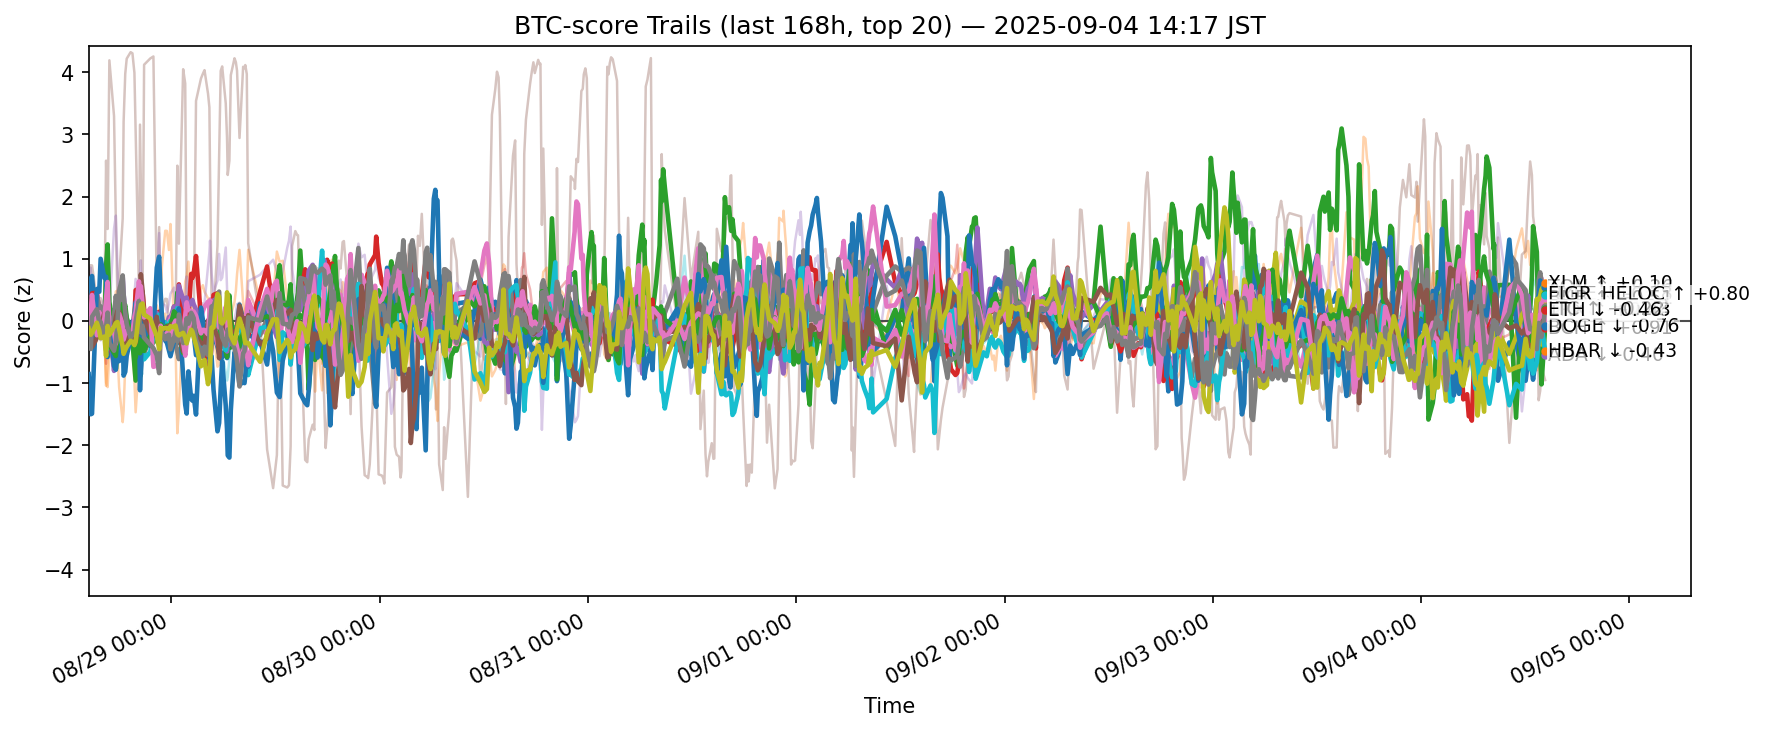 BTC-score Trails (last 168h, top 20) — 2025-09-04 14:17 JST
Score (z)
4
3
2
1
0
−1
−2
−3
−4
XLM ↑ +0.10
FIGR_HELOC ↑ +0.80
ETH ↓ -0.46
DOGE ↓ -0.76
HBAR ↓ -0.43
08/29 00:00
08/30 00:00
08/31 00:00
09/01 00:00
09/02 00:00
09/03 00:00
09/04 00:00
09/05 00:00
Time